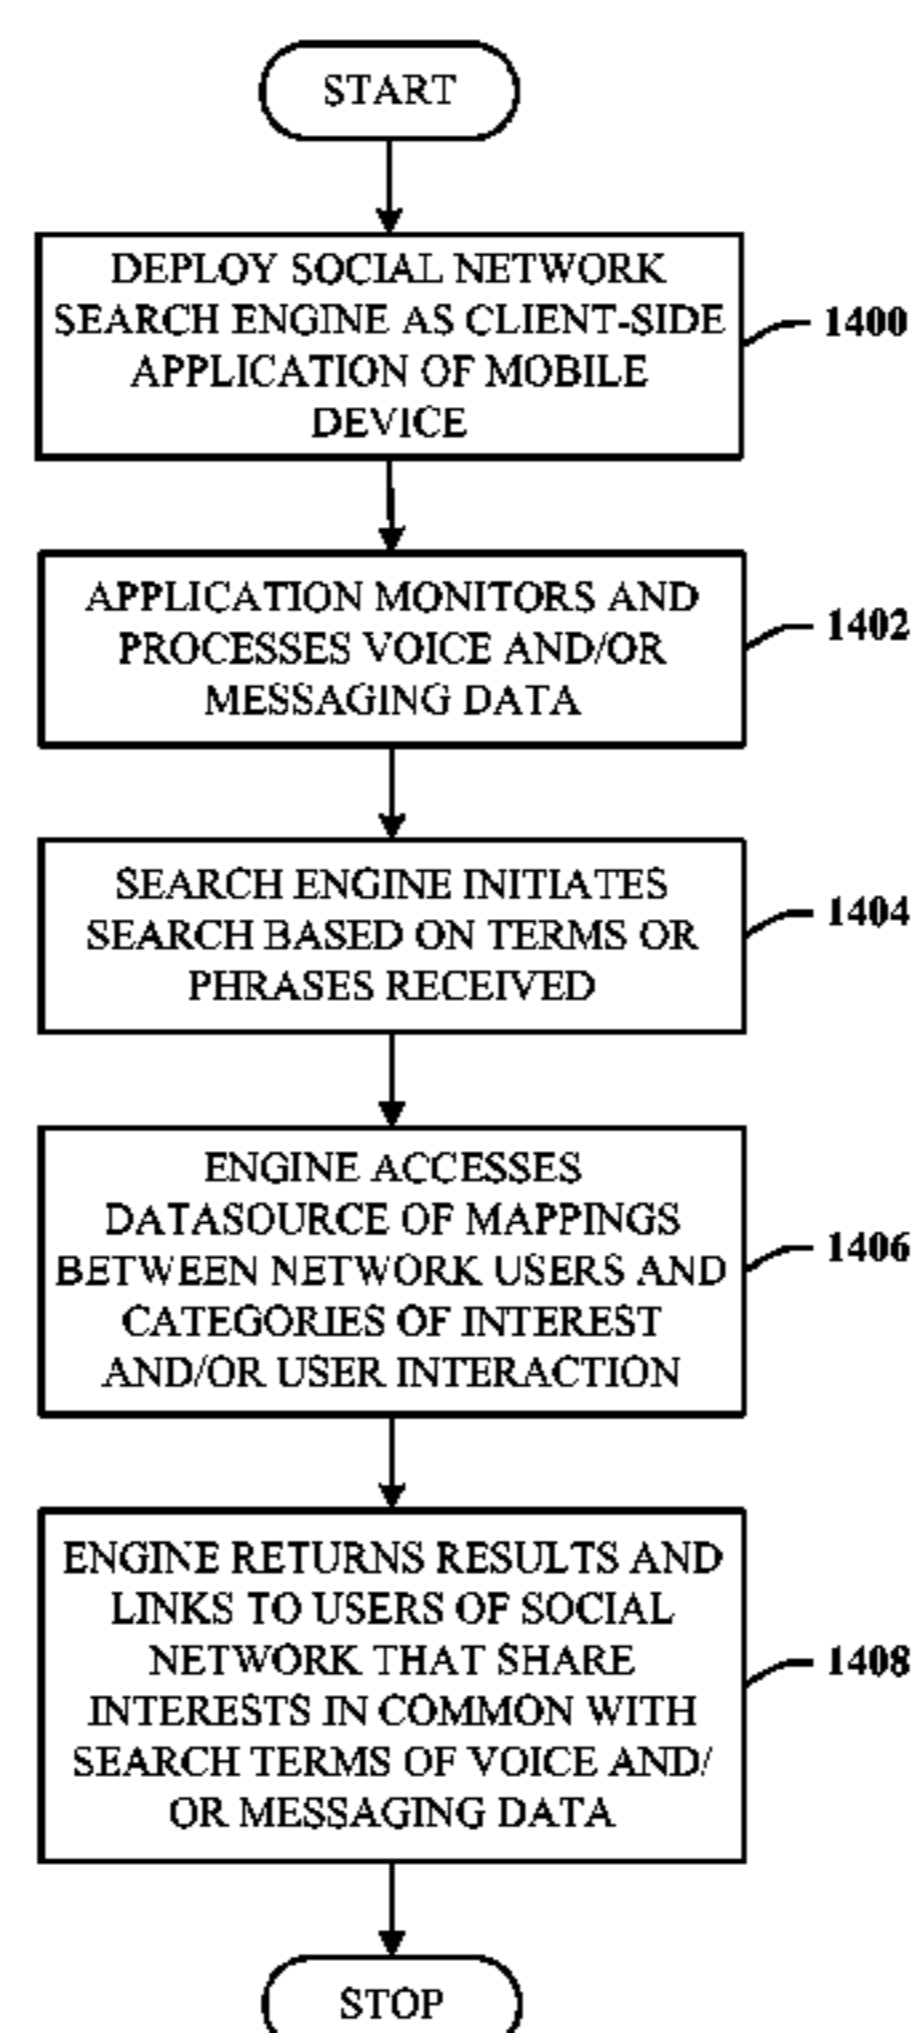 START
DEPLOY SOCIAL NETWORK
SEARCH ENGINE AS CLIENT-SIDE
APPLICATION OF MOBILE
DEVICE
1400
APPLICATION MONITORS AND
PROCESSES VOICE AND/OR
MESSAGING DATA
1402
SEARCH ENGINE INITIATES
SEARCH BASED ON TERMS OR
PHRASES RECEIVED
1404
ENGINE ACCESSES
DATASOURCE OF MAPPINGS
BETWEEN NETWORK USERS AND
CATEGORIES OF INTEREST
AND/OR USER INTERACTION
1406
ENGINE RETURNS RESULTS AND
LINKS TO USERS OF SOCIAL
NETWORK THAT SHARE
INTERESTS IN COMMON WITH
SEARCH TERMS OF VOICE AND/
OR MESSAGING DATA
1408
STOP